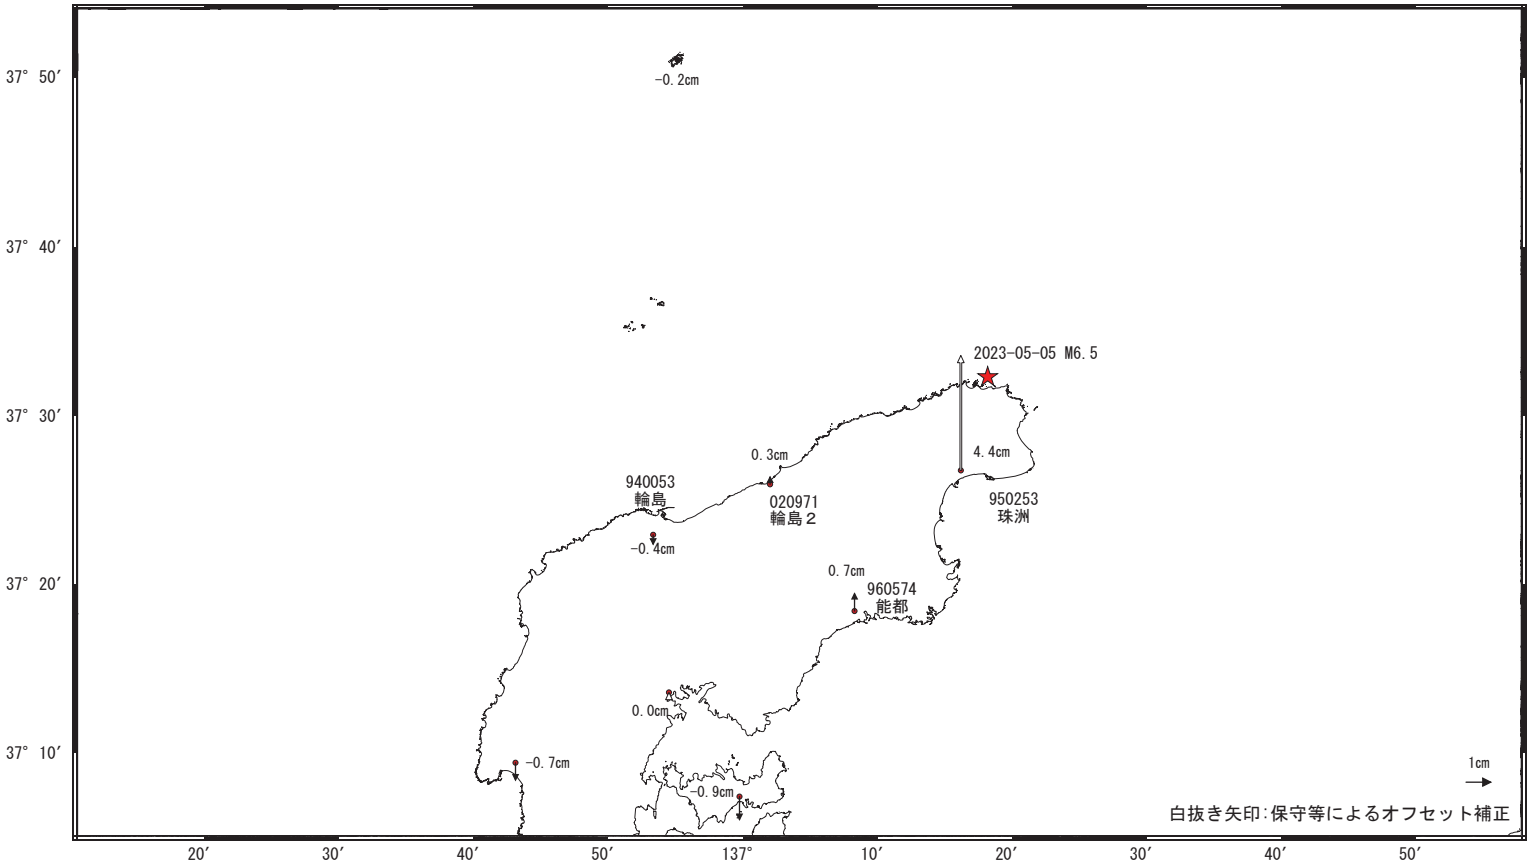 37° 50′
-0.2cm
37° 40′
2023-05-05 M6.5
37° 30′
0.3cm
4.4cm
940053
輪島
020971
輪島２
950253
珠洲
-0.4cm
37° 20′
0.7cm
960574
能都
0.0cm
37° 10′
-0.7cm
-0.9cm
1cm
白抜き矢印:保守等によるオフセット補正
20′
30′
40′
50′
137°
10′
20′
30′
40′
50′